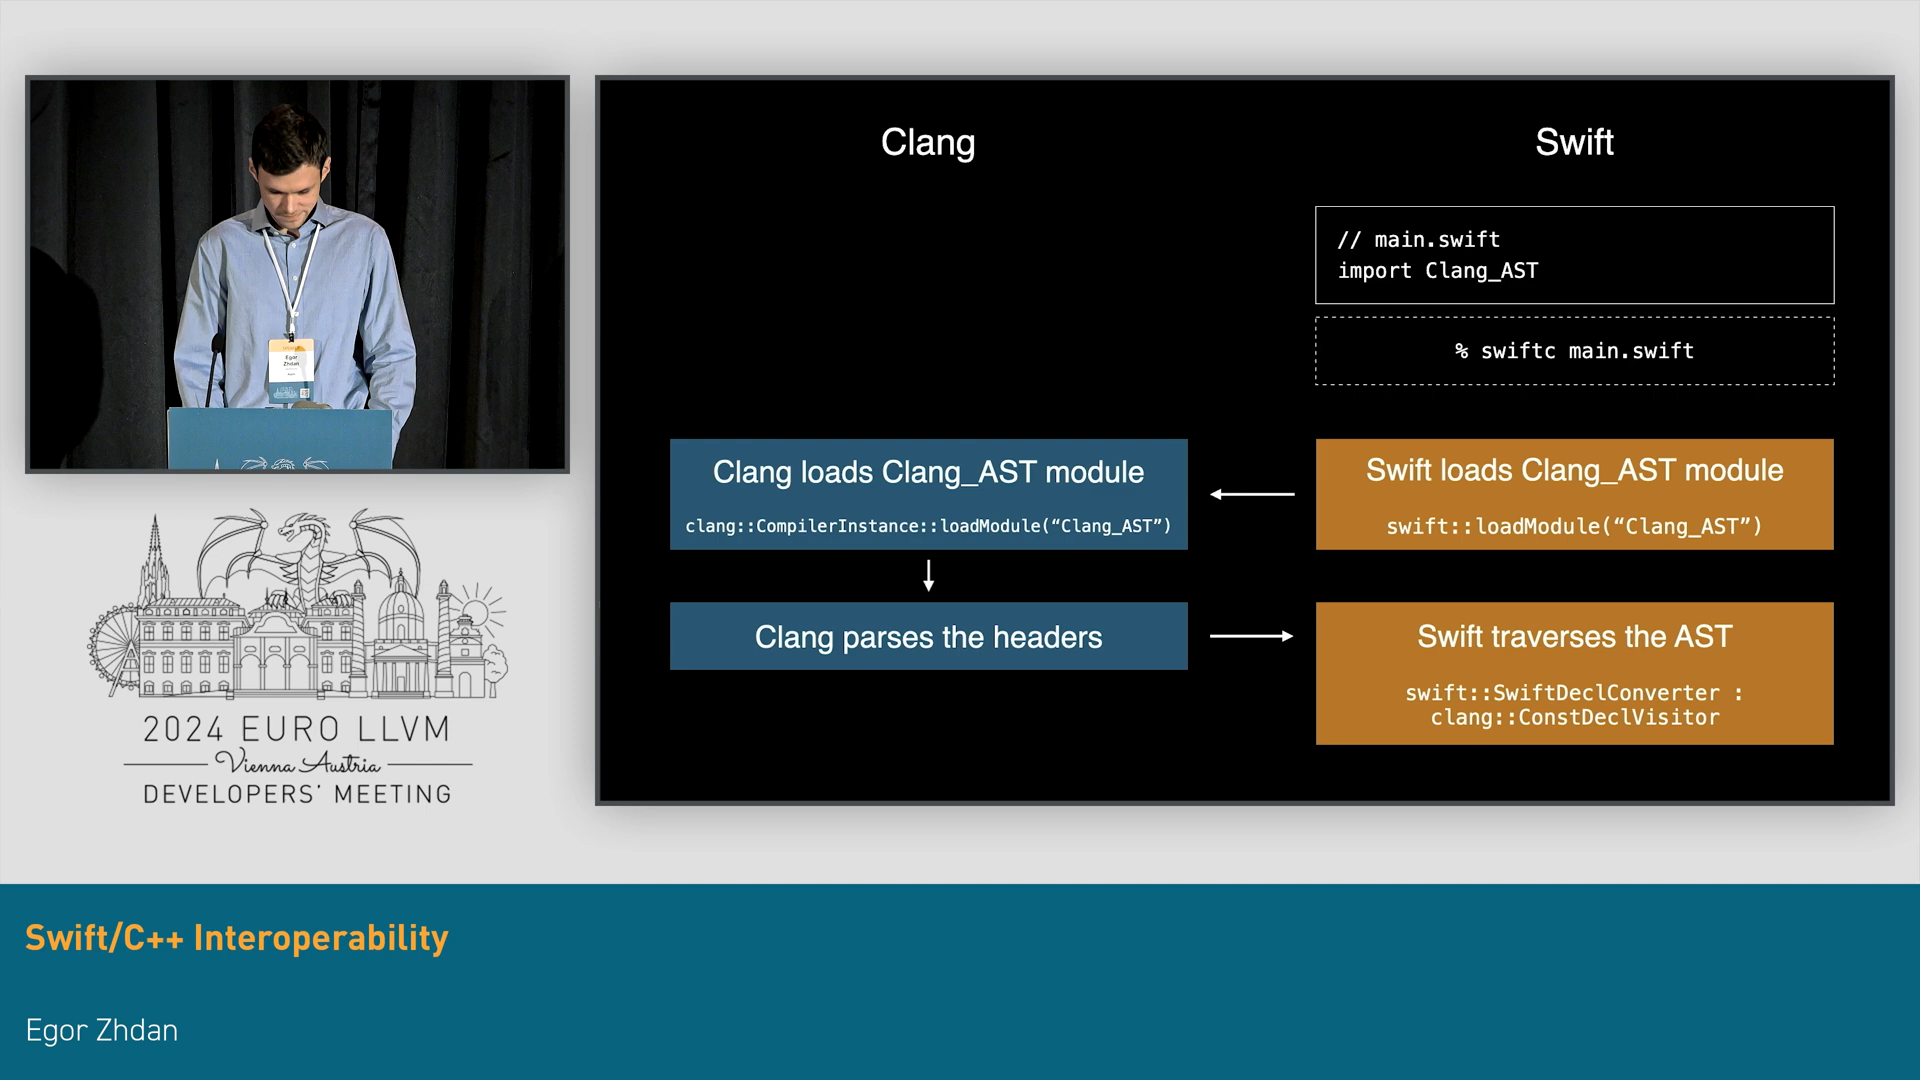 Clang
Swift
// main.swift
import Clang_AST
% swiftc main.swift
Clang loads Clang_AST module
clang::CompilerInstance::loadModule(“Clang_AST”)
Swift loads Clang_AST module
swift::loadModule(“Clang_AST”)
Clang parses the headers
Swift traverses the AST
swift::SwiftDeclConverter :
clang::ConstDeclVisitor
Egor
Zhdan
2024 EURO LLVM
Vienna Austria
DEVELOPERS’ MEETING
Swift/C++ Interoperability
Egor Zhdan